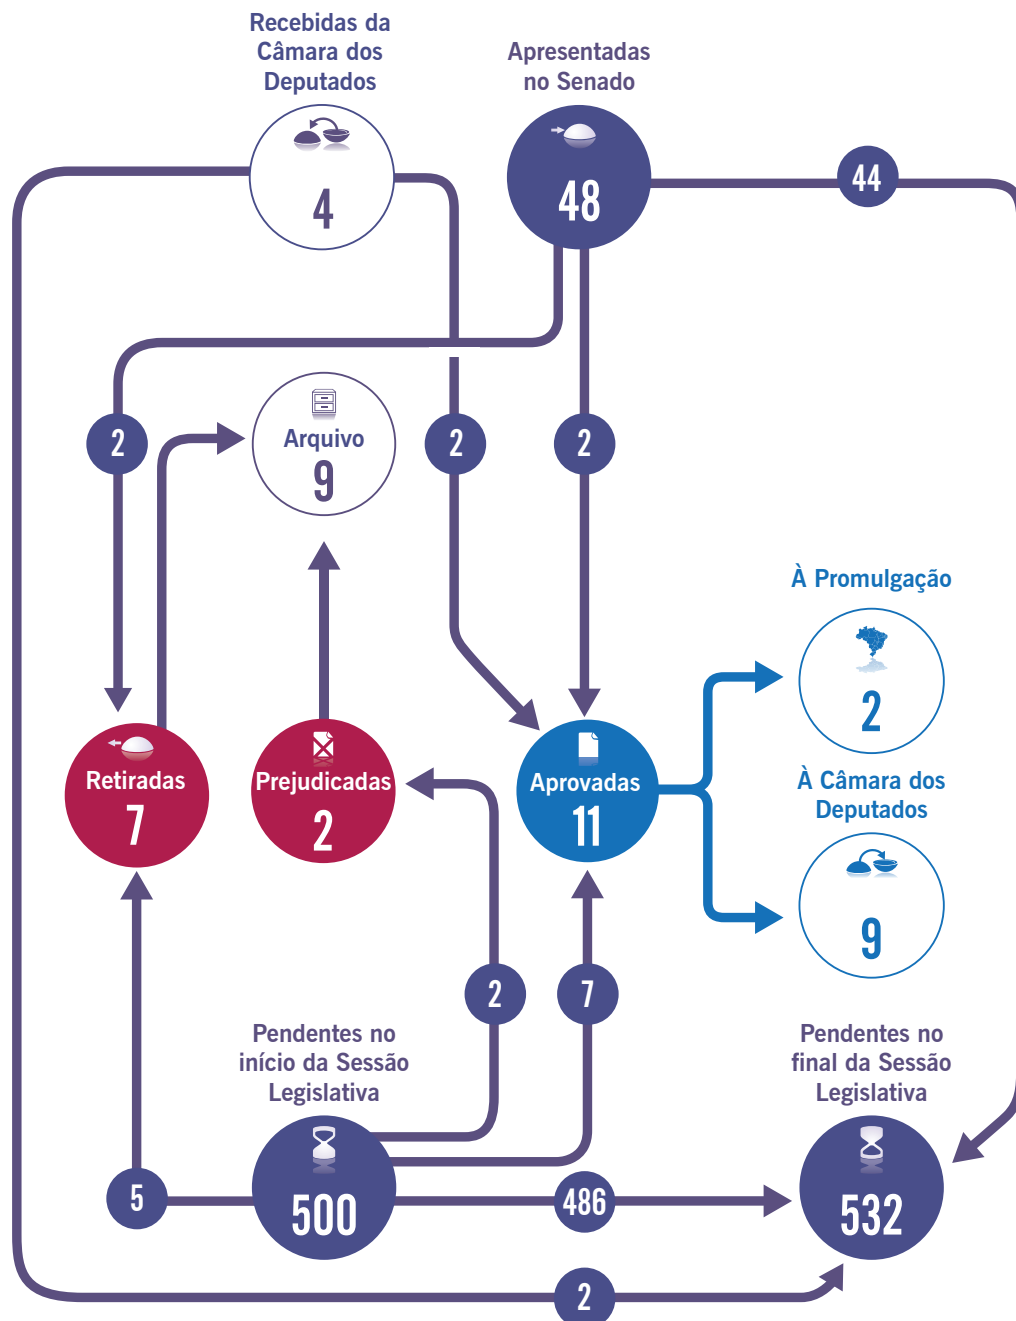 Recebidas da
Câmara dos
Deputados
4
Apresentadas
no Senado
48
44
2
Arquivo
9
2
2
À Promulgação
2
Retiradas
7
Prejudicadas
2
Aprovadas
11
À Câmara dos
Deputados
9
2
7
Pendentes no
início da Sessão
Legislativa
500
Pendentes no
final da Sessão
Legislativa
532
5
486
2